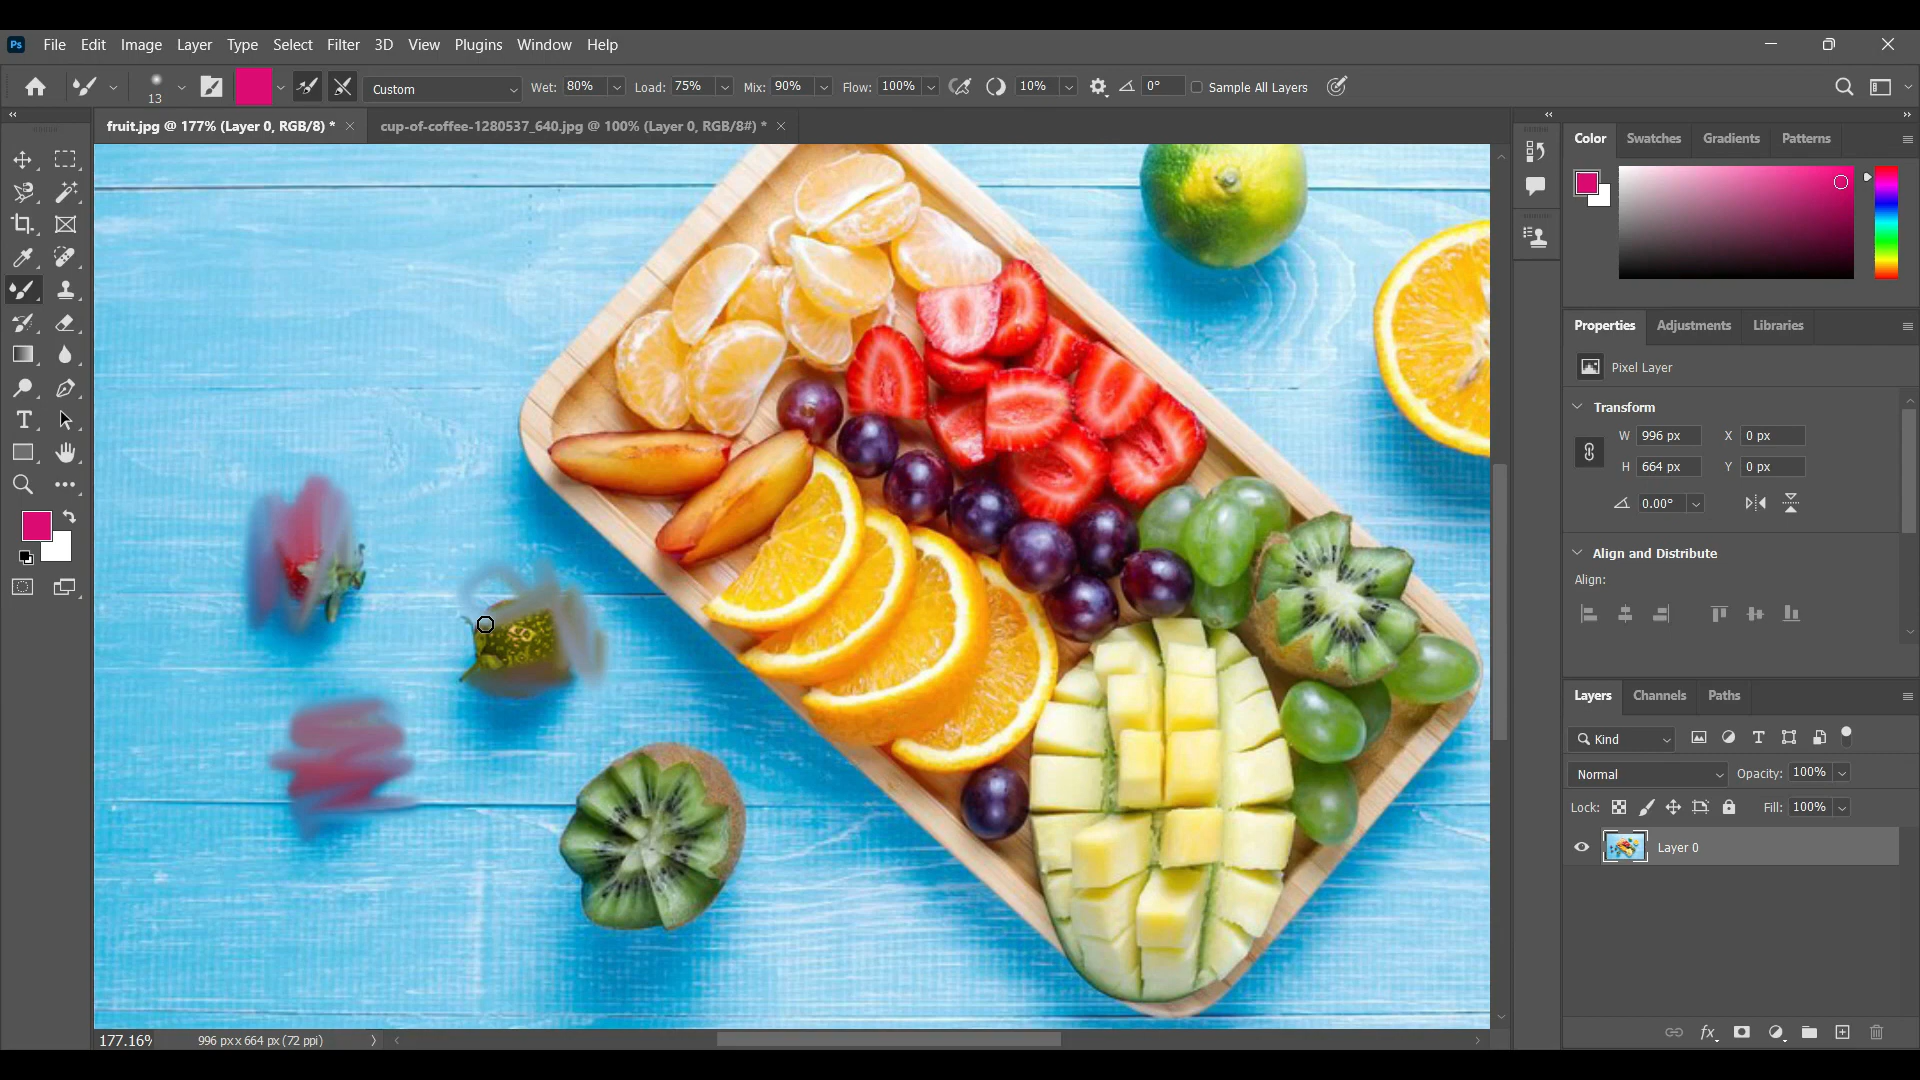 Ps File Edit Image Layer Type Select Filter 3D View Plugins Window Help
13 Custom Wet: 80% Load: 75% Mix: 90% Flow: 100% 10% 0° Sample All Layers
fruit.jpg @ 177% (Layer 0, RGB/8) * cup-of-coffee-1280537_640.jpg @ 100% (Layer 0, RGB/8#) *
Color Swatches Gradients Patterns
Properties Adjustments Libraries
Pixel Layer
Transform
W 996 px X 0 px
H 664 px Y 0 px
0.00°
Align and Distribute
Align:
Layers Channels Paths
Kind
Normal Opacity: 100%
Lock: Fill: 100%
Layer 0
fx
177.16% 996 px x 664 px (72 ppi)